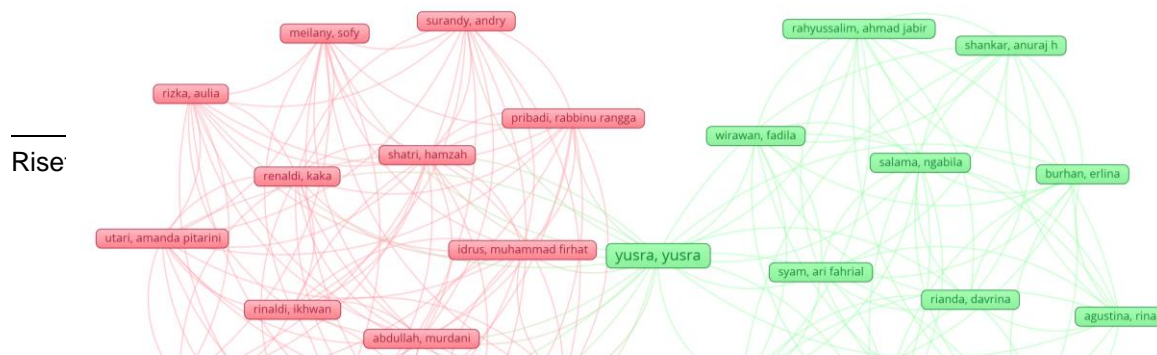 surandy, andry
meilany, sofy
rahyussalim, ahmad jabir
shankar, anuraj h
rizka, aulia
pribadi, rabbinu rangga
wirawan, fadila
shatri, hamzah
salama, ngabila
renaldi, kaka
burhan, erlina
utari, amanda pitarini
idrus, muhammad firhat
yusra, yusra
syam, ari fahrial
rinaldi, ikhwan
rianda, davrina
agustina, rina
abdullah, murdani